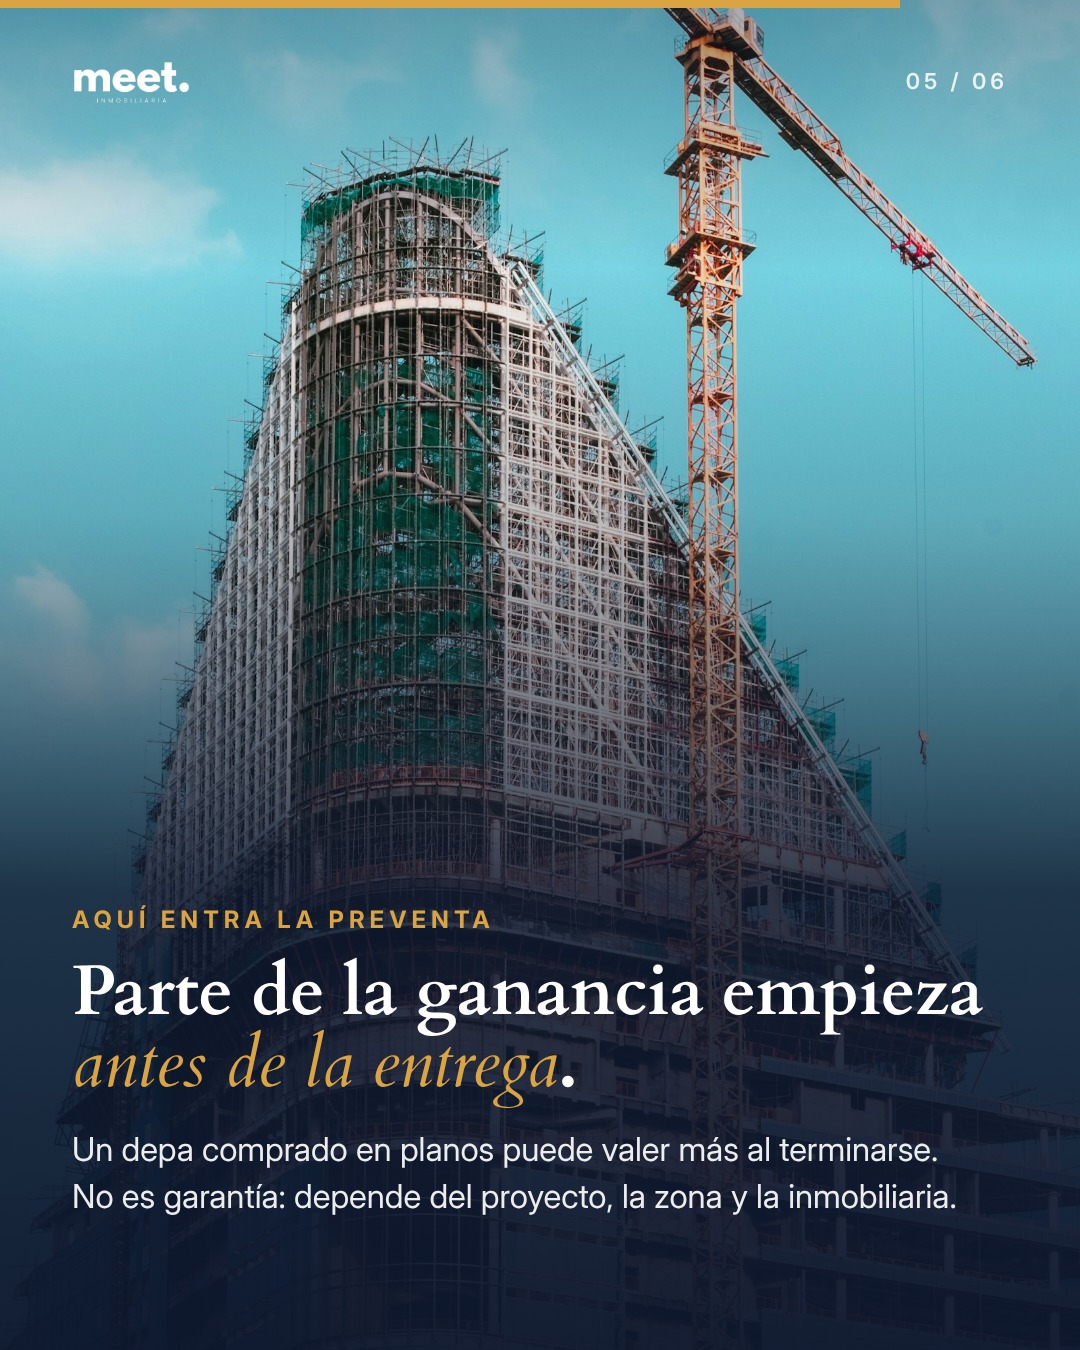 meet.
INMOBILIARIA
05 / 06
AQUÍ ENTRA LA PREVENTA
Parte de la ganancia empieza
antes de la entrega.
Un depa comprado en planos puede valer más al terminarse.
No es garantía: depende del proyecto, la zona y la inmobiliaria.